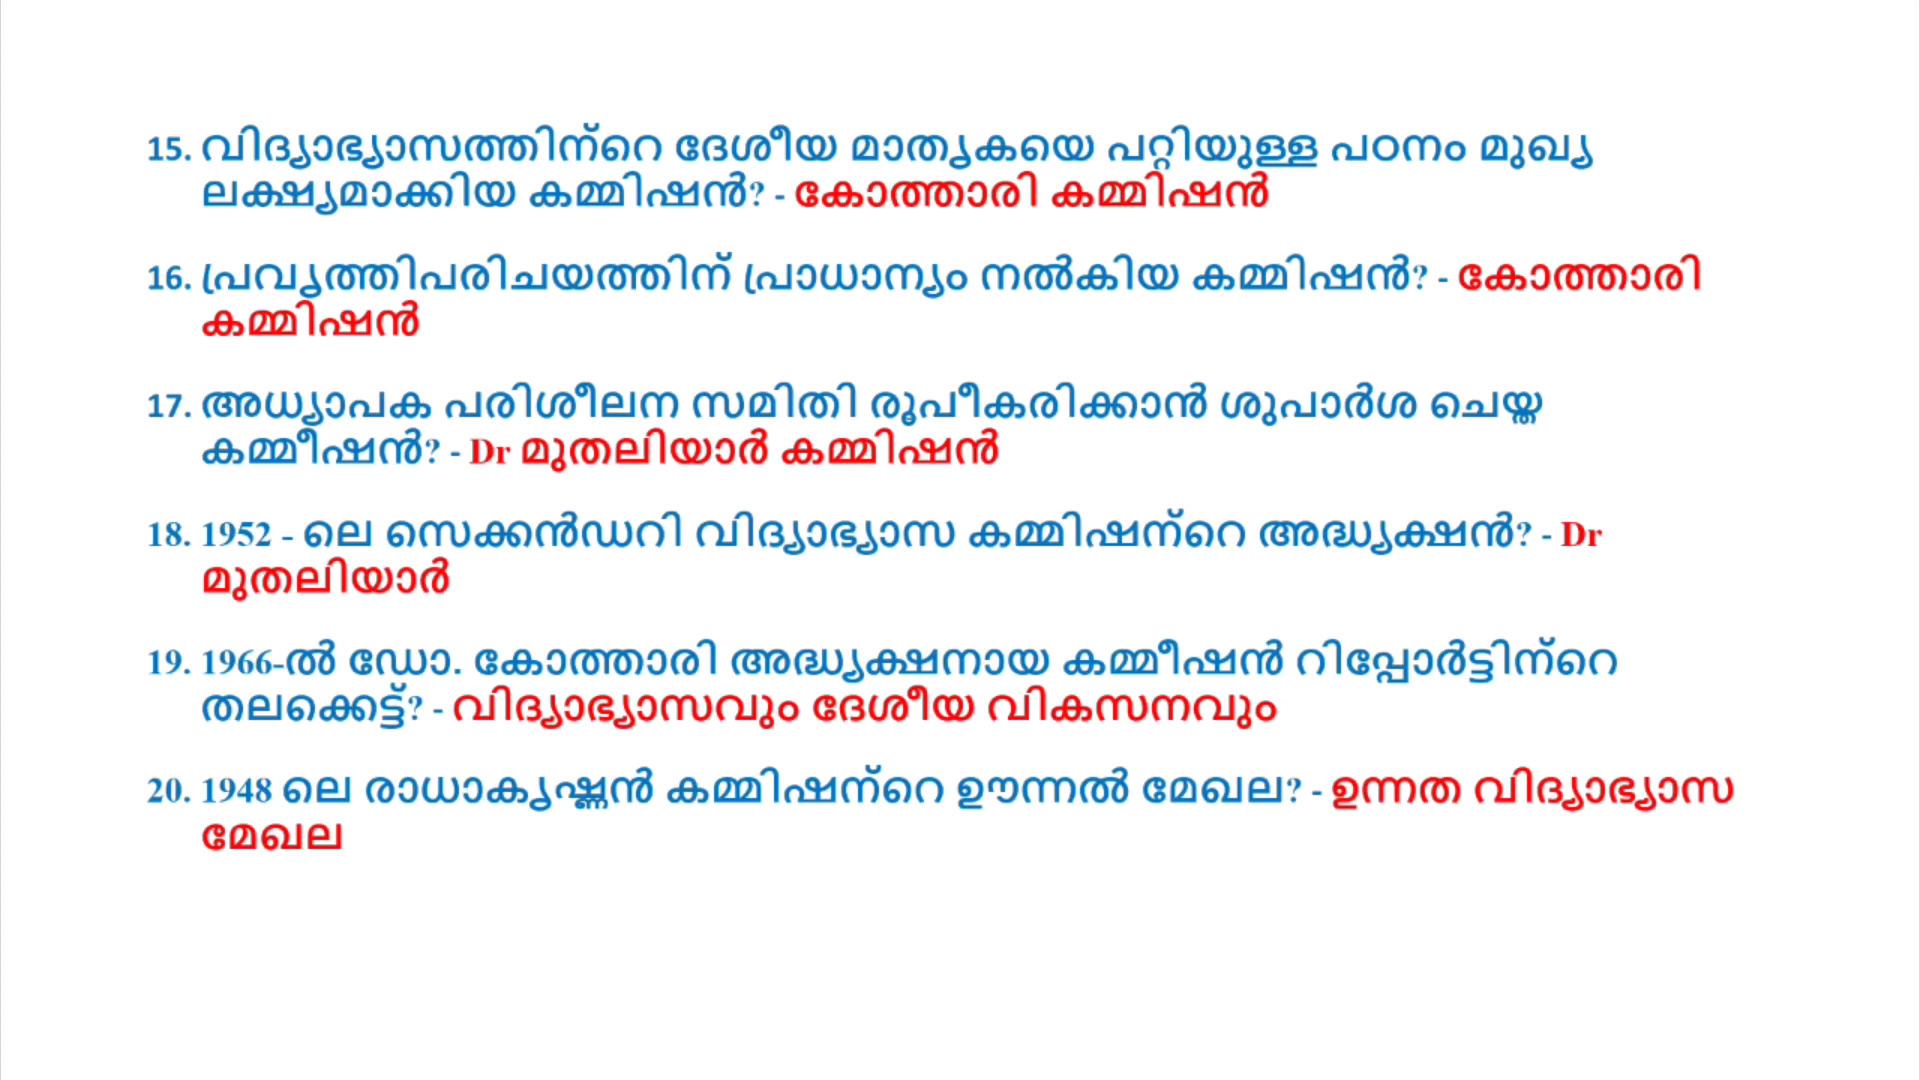 15. വിദ്യാഭ്യാസത്തിന്റെ ദേശീയ മാതൃകയെ പറ്റിയുള്ള പഠനം മുഖ്യ
ലക്ഷ്യമാക്കിയ കമ്മിഷൻ? - കോത്താരി കമ്മിഷൻ
16. പ്രവൃത്തിപരിചയത്തിന് പ്രാധാന്യം നൽകിയ കമ്മിഷൻ? - കോത്താരി
കമ്മിഷൻ
17. അധ്യാപക പരിശീലന സമിതി രൂപീകരിക്കാൻ ശുപാർശ ചെയ്ത
കമ്മീഷൻ? - Dr മുതലിയാർ കമ്മിഷൻ
18. 1952 - ലെ സെക്കൻഡറി വിദ്യാഭ്യാസ കമ്മിഷന്റെ അദ്ധ്യക്ഷൻ? - Dr
മുതലിയാർ
19. 1966-ൽ ഡോ. കോത്താരി അദ്ധ്യക്ഷനായ കമ്മീഷൻ റിപ്പോർട്ടിന്റെ
തലക്കെട്ട്? - വിദ്യാഭ്യാസവും ദേശീയ വികസനവും
20. 1948 ലെ രാധാകൃഷ്ണൻ കമ്മിഷന്റെ ഊന്നൽ മേഖല? - ഉന്നത വിദ്യാഭ്യാസ
മേഖല